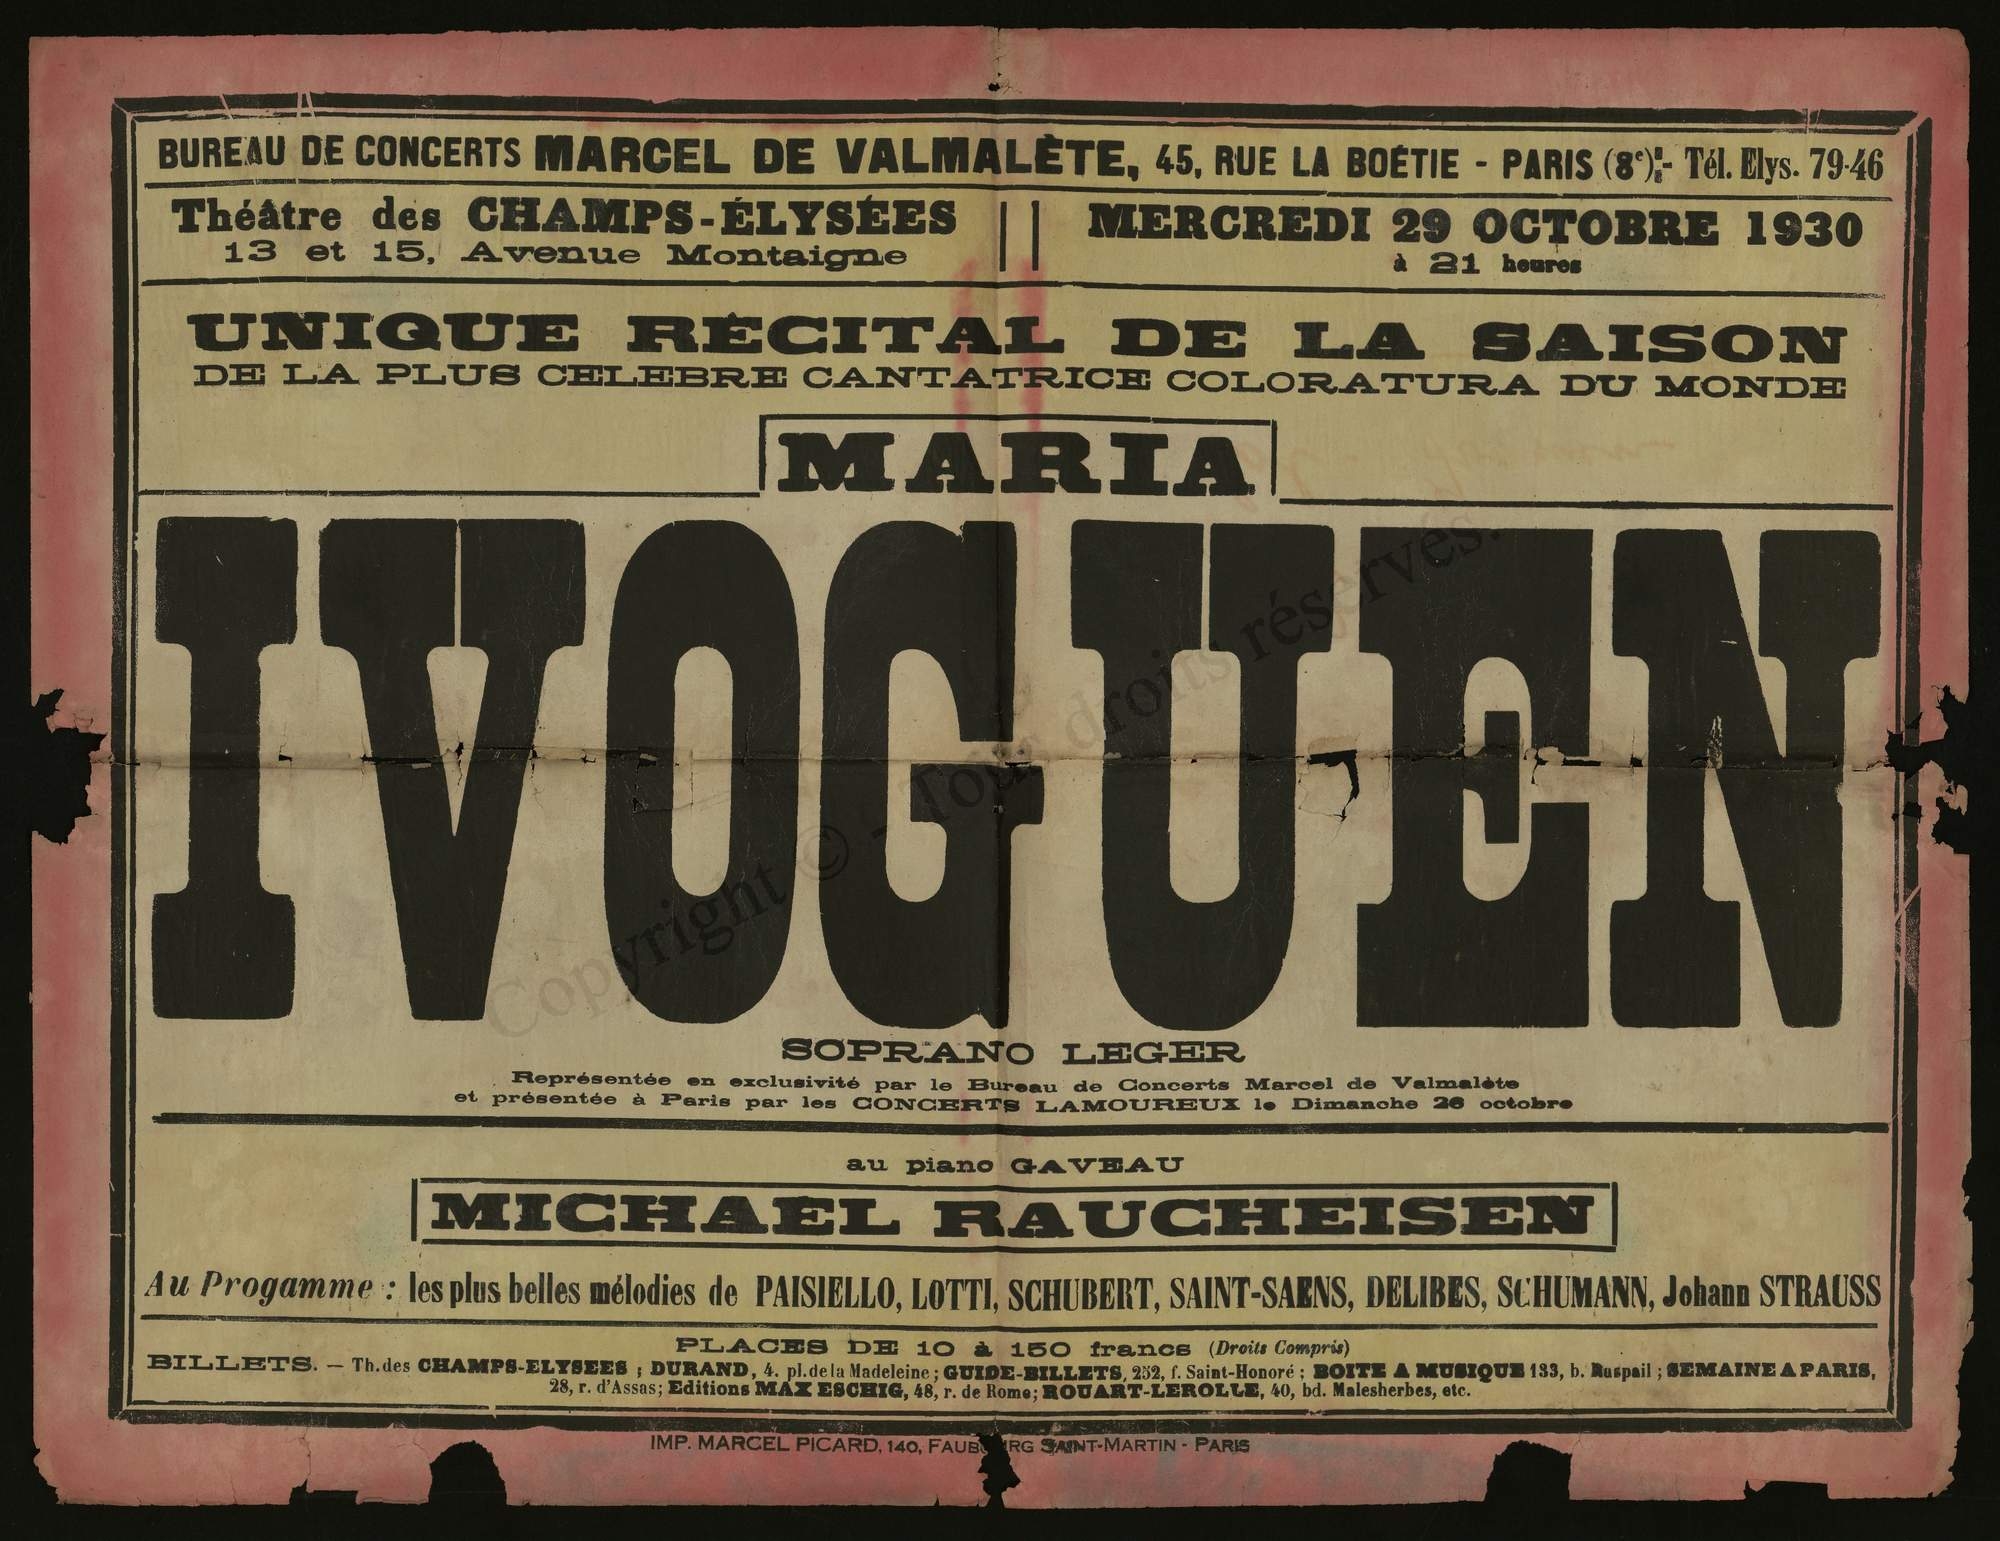 BUREAU DE CONCERTS MARCEL DE VALMALÈTE, 45, RUE LA BOËTIE - PARIS (8e) - Tél. Elys. 79-46
Théâtre des CHAMPS-ÉLYSÉES
13 et 15, Avenue Montaigne
MERCREDI 29 OCTOBRE 1930
à 21 heures
UNIQUE RÉCITAL DE LA SAISON
DE LA PLUS CELEBRE CANTATRICE COLORATURA DU MONDE
MARIA
IVOGUEN
SOPRANO LEGER
Représentée en exclusivité par le Bureau de Concerts Marcel de Valmalète
et présentée à Paris par les CONCERTS LAMOUREUX le Dimanche 26 octobre
au piano GAVEAU
MICHAEL RAUCHEISEN
Au Progamme : les plus belles mélodies de PAISIELLO, LOTTI, SCHUBERT, SAINT-SAENS, DELIBES, SCHUMANN, Johann STRAUSS
PLACES DE 10 à 150 francs (Droits Compris)
BILLETS. — Th. des CHAMPS-ELYSEES ; DURAND, 4. pl. de la Madeleine ; GUIDE-BILLETS, 252, f. Saint-Honoré ; BOITE A MUSIQUE 133, b. Raspail ; SEMAINE A PARIS,
28, r. d'Assas ; Editions MAX ESCHIG, 48, r. de Rome ; ROUART-LEROLLE, 40, bd. Malesherbes, etc.
IMP. MARCEL PICARD, 140, FAUBOURG SAINT-MARTIN - PARIS
Copyright © - Tous droits réservés.